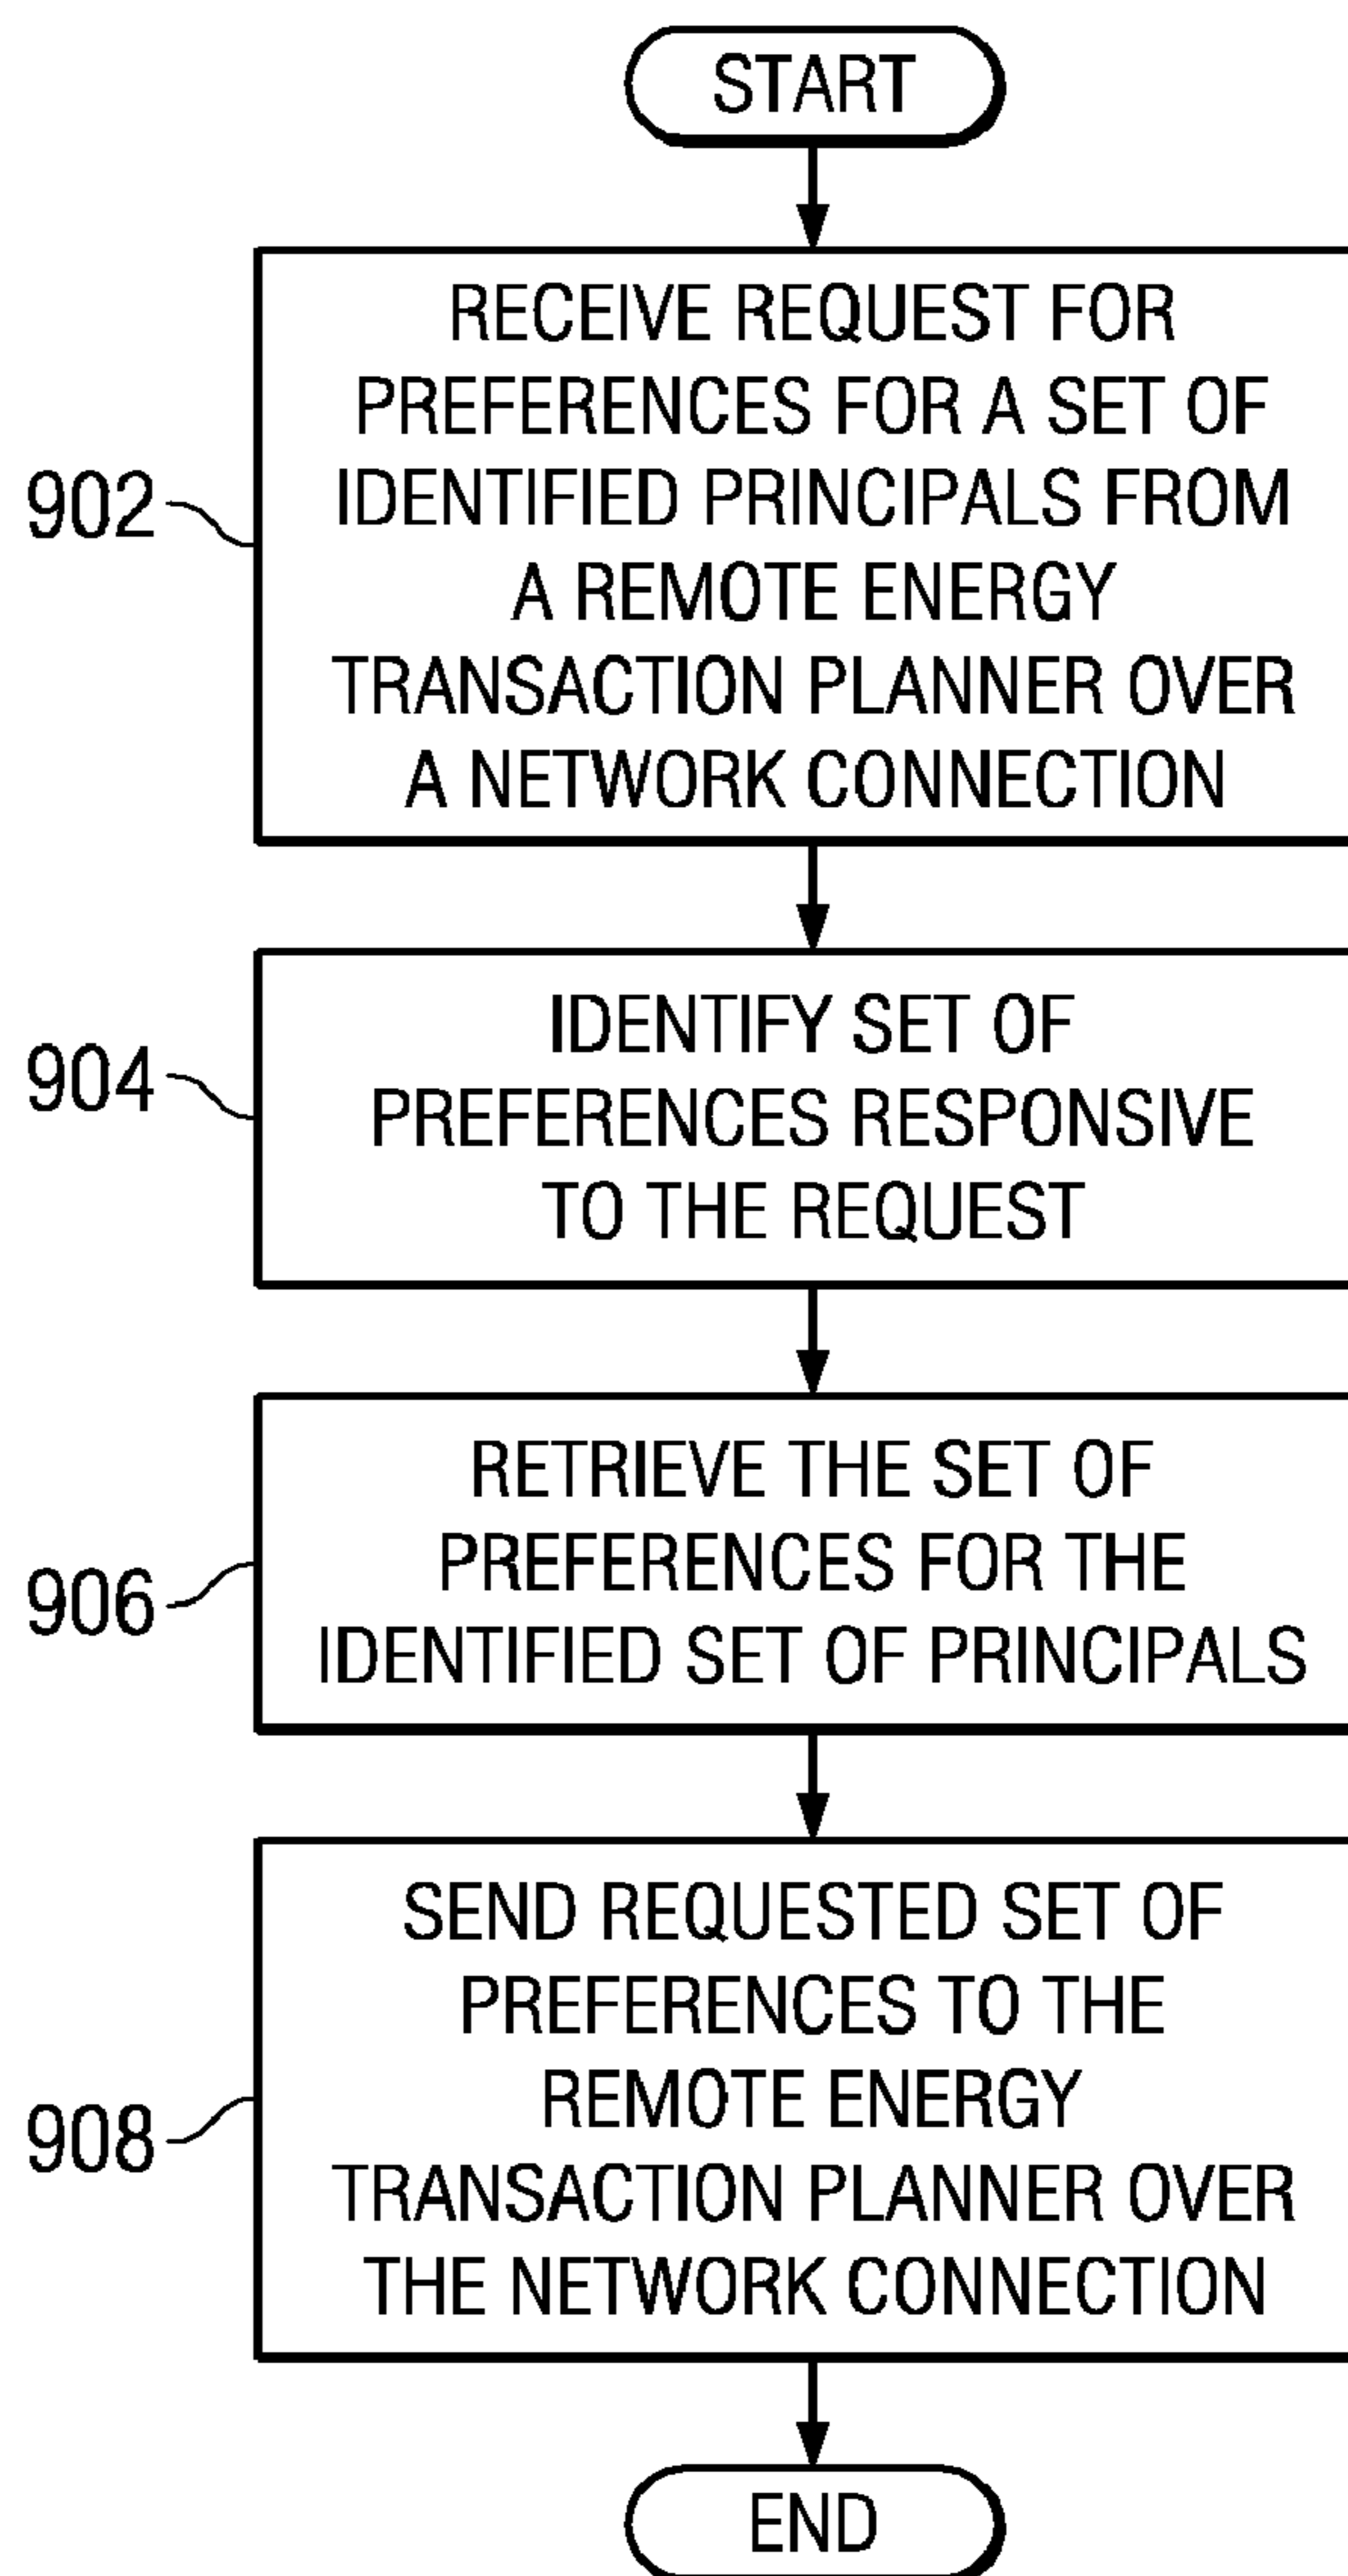 START
RECEIVE REQUEST FOR
PREFERENCES FOR A SET OF
IDENTIFIED PRINCIPALS FROM
A REMOTE ENERGY
TRANSACTION PLANNER OVER
A NETWORK CONNECTION
902
IDENTIFY SET OF
PREFERENCES RESPONSIVE
TO THE REQUEST
904
RETRIEVE THE SET OF
PREFERENCES FOR THE
IDENTIFIED SET OF PRINCIPALS
906
SEND REQUESTED SET OF
PREFERENCES TO THE
REMOTE ENERGY
TRANSACTION PLANNER OVER
THE NETWORK CONNECTION
908
END